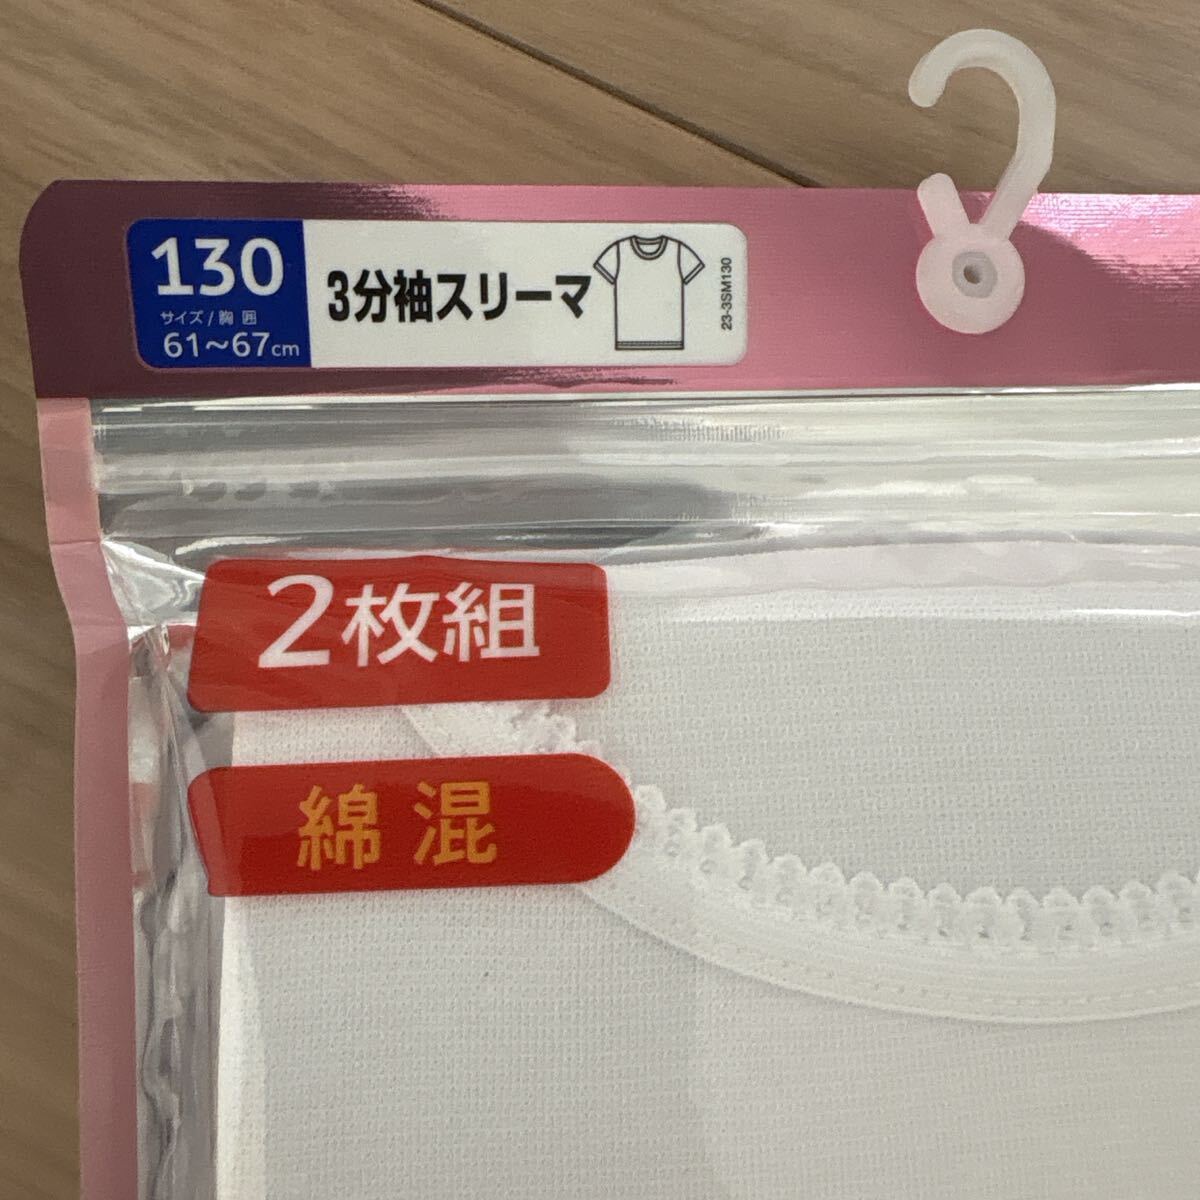 130
サイズ/胸囲
61～67cm
3分袖スリーマ
23-3SM130
2枚組
綿混